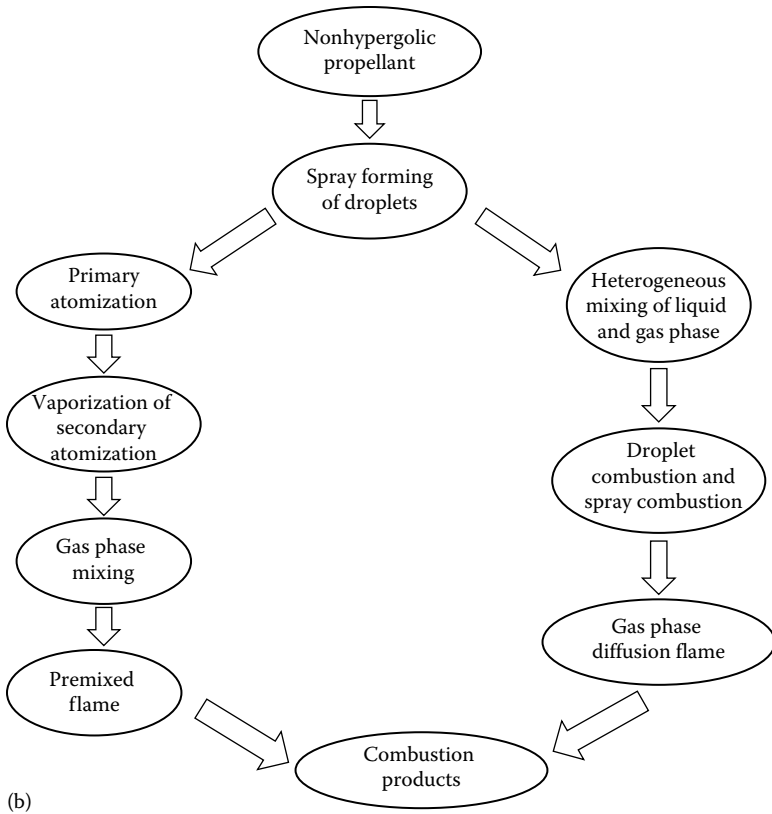 Nonhypergolic
propellant
Spray forming
of droplets
Primary
atomization
Vaporization of
secondary
atomization
Gas phase
mixing
Premixed
flame
Heterogeneous
mixing of liquid
and gas phase
Droplet
combustion and
spray combustion
Gas phase
diffusion flame
Combustion
products
(b)